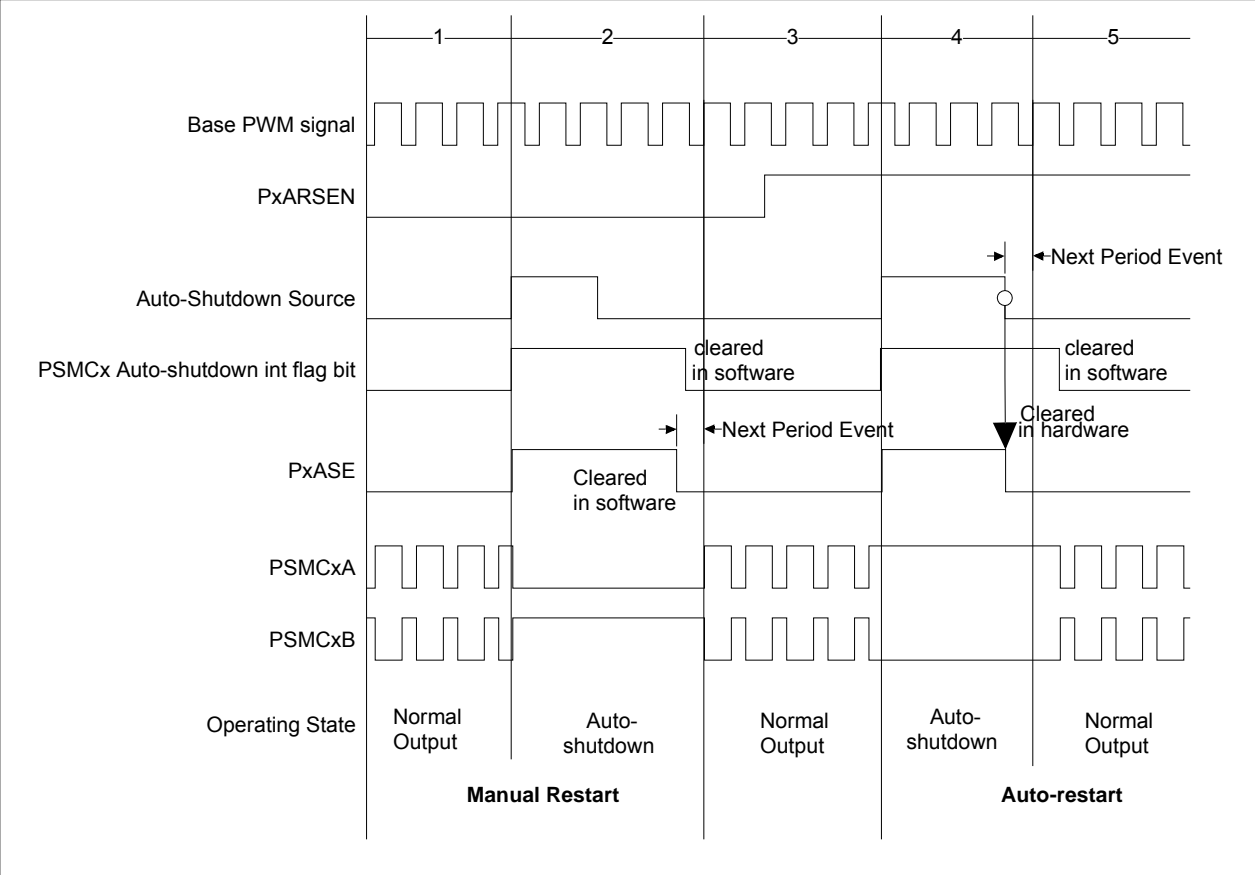 1
2
3
4
5
Base PWM signal
PxARSEN
Next Period Event
Auto-Shutdown Source
PSMCx Auto-shutdown int flag bit
cleared
in software
cleared
in software
Next Period Event
Cleared
in hardware
PxASE
Cleared
in software
PSMCxA
PSMCxB
Operating State
Normal
Output
Auto-
shutdown
Normal
Output
Auto-
shutdown
Normal
Output
Manual Restart
Auto-restart